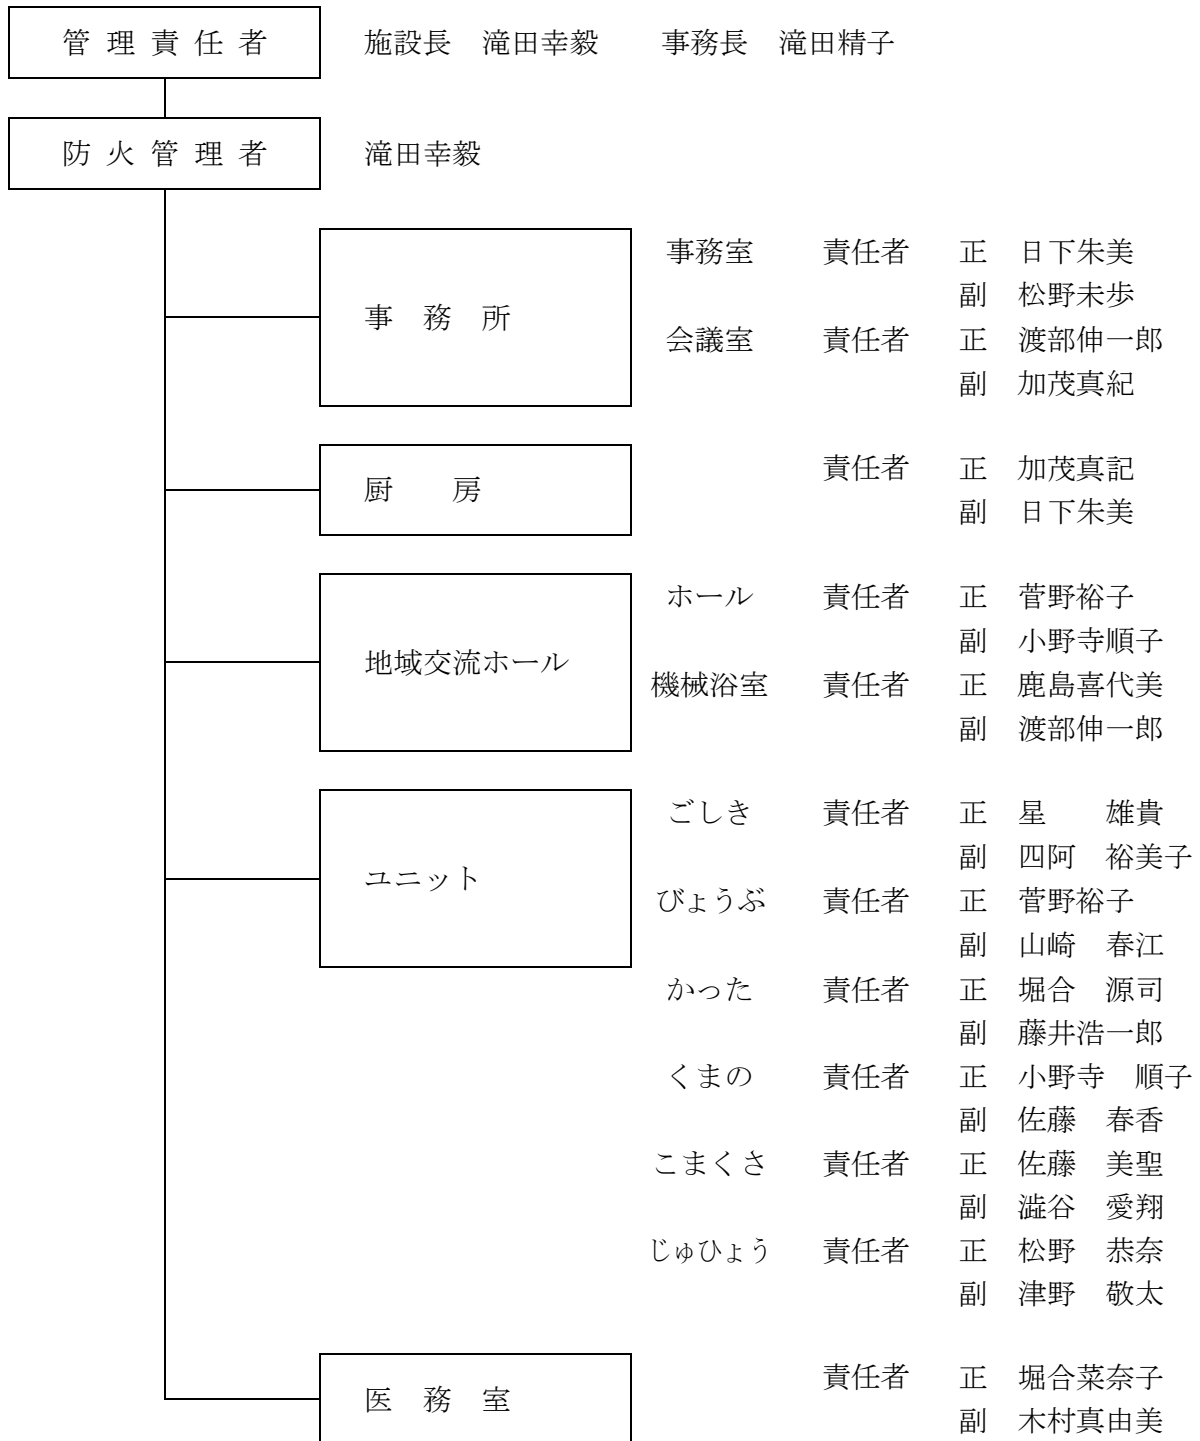 管理責任者　施設長　滝田幸毅　事務長　滝田精子
防火管理者　滝田幸毅
事務所
事務室　責任者　正　日下朱美
副　松野未歩
会議室　責任者　正　渡部伸一郎
副　加茂真紀
厨　房
責任者　正　加茂真記
副　日下朱美
地域交流ホール
ホール　責任者　正　菅野裕子
副　小野寺順子
機械浴室　責任者　正　鹿島喜代美
副　渡部伸一郎
ユニット
ごしき　責任者　正　星　雄貴
副　四阿　裕美子
びょうぶ　責任者　正　菅野裕子
副　山崎　春江
かった　責任者　正　堀合　源司
副　藤井浩一郎
くまの　責任者　正　小野寺　順子
副　佐藤　春香
こまくさ　責任者　正　佐藤　美聖
副　澁谷　愛翔
じゅひょう　責任者　正　松野　恭奈
副　津野　敬太
医務室
責任者　正　堀合菜奈子
副　木村真由美